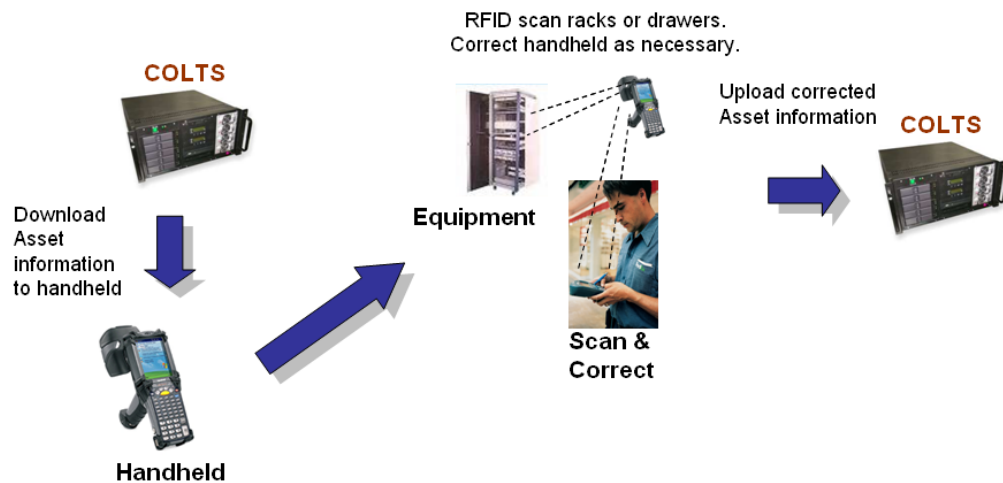 COLTS
Download
Asset
information
to handheld
Handheld
RFID scan racks or drawers.
Correct handheld as necessary.
Equipment
Scan &
Correct
Upload corrected
Asset information
COLTS